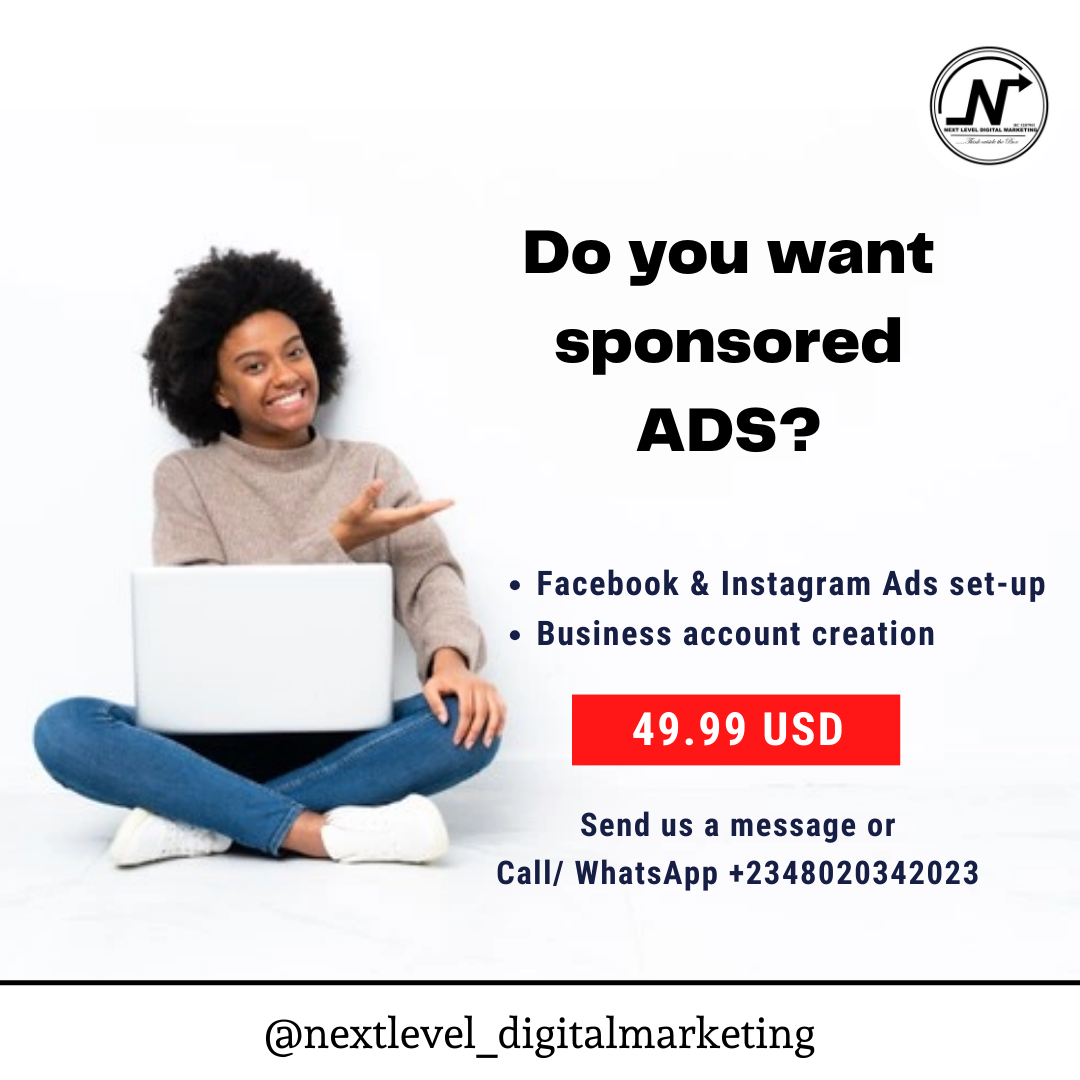 N
NEXT LEVEL DIGITAL MARKETING
Do you want
sponsored
ADS?
Facebook & Instagram Ads set-up
Business account creation
49.99 USD
Send us a message or
Call/ WhatsApp +2348020342023
@nextlevel_digitalmarketing